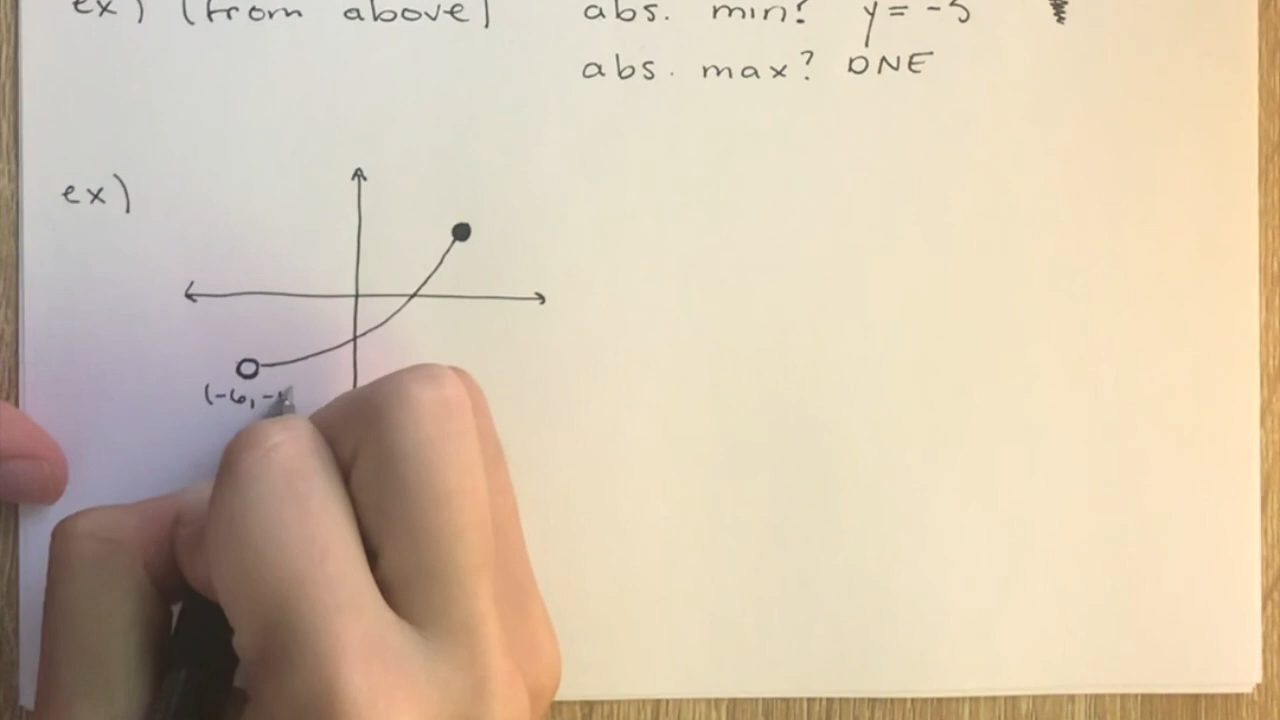 ex) (from above) abs. min? y = -5
abs. max? DNE
ex)
(-6, -